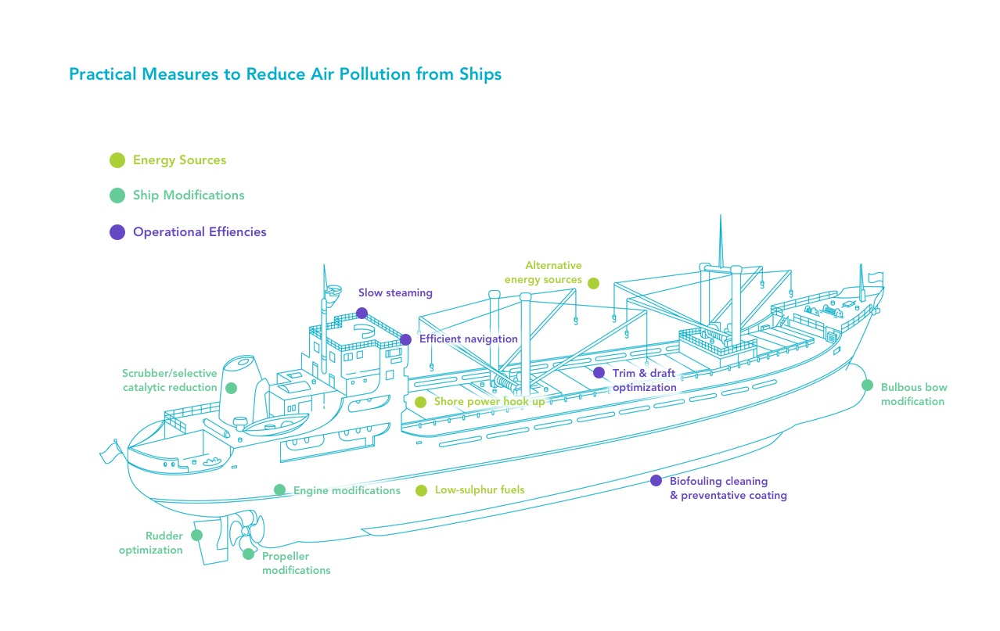 Practical Measures to Reduce Air Pollution from Ships
Energy Sources
Ship Modifications
Operational Effiencies
Alternative
energy sources
Slow steaming
Efficient navigation
Scrubber/selective
catalytic reduction
Trim & draft
optimization
Shore power hook up
Bulbous bow
modification
Engine modifications
Low-sulphur fuels
Biofouling cleaning
& preventative coating
Rudder
optimization
Propeller
modifications